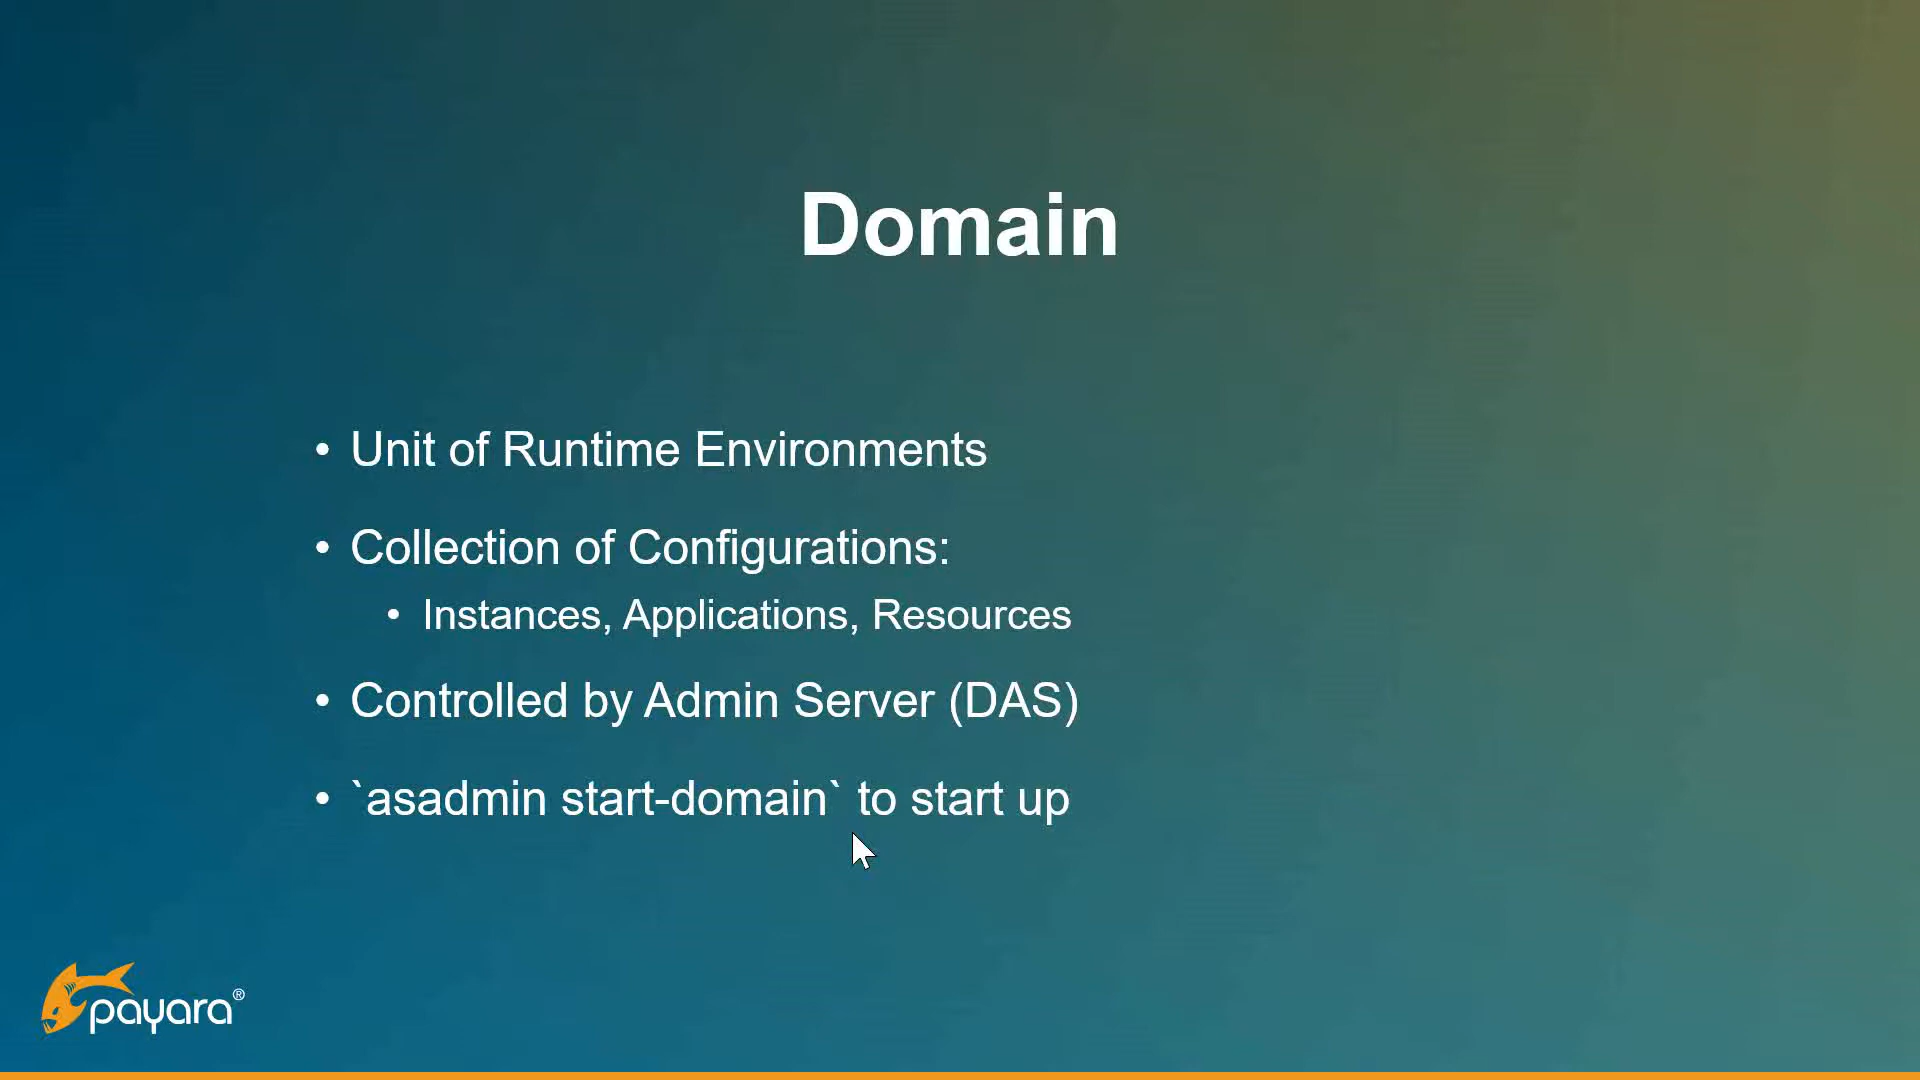 Domain
• Unit of Runtime Environments
• Collection of Configurations:
• Instances, Applications, Resources
• Controlled by Admin Server (DAS)
• `asadmin start-domain` to start up
payara®